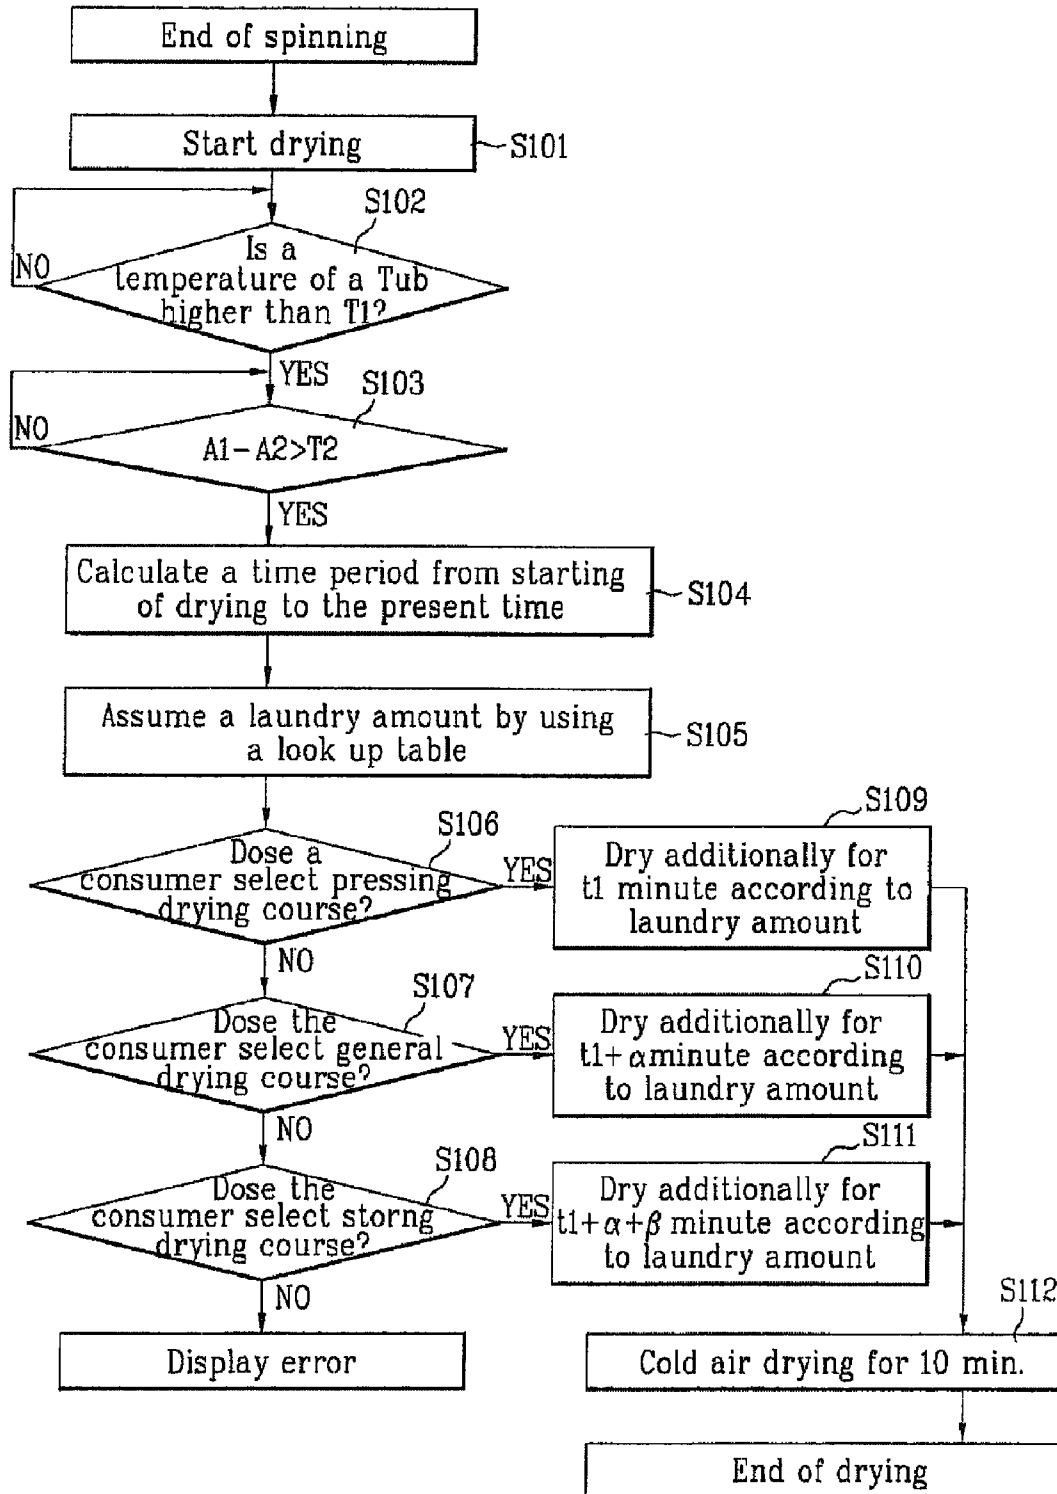 End of spinning
Start drying
S101
S102
Is a
temperature of a Tub
higher than T1?
NO
YES
S103
A1-A2>T2
NO
YES
Calculate a time period from starting
of drying to the present time
S104
Assume a laundry amount by using
a look up table
S105
S106
Dose a
consumer select pressing
drying course?
YES
S109
Dry additionally for
t1 minute according to
laundry amount
NO
S107
Dose the
consumer select general
drying course?
YES
S110
Dry additionally for
t1+αminute according
to laundry amount
NO
S108
Dose the
consumer select storng
drying course?
YES
S111
Dry additionally for
t1+α+β minute according
to laundry amount
NO
Display error
S112
Cold air drying for 10 min.
End of drying